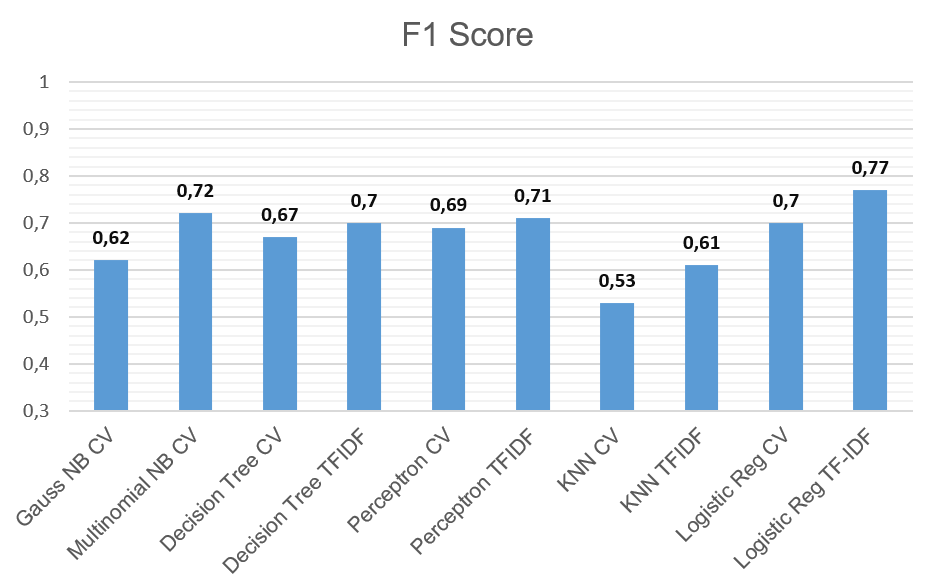 F1 Score
1
0,9
0,8
0,7
0,6
0,5
0,4
0,3
0,62
0,72
0,67
0,7
0,69
0,71
0,53
0,61
0,7
0,77
Gauss NB CV
Multinomial NB CV
Decision Tree CV
Decision Tree TFIDF
Perceptron CV
Perceptron TFIDF
KNN CV
KNN TFIDF
Logistic Reg CV
Logistic Reg TF-IDF